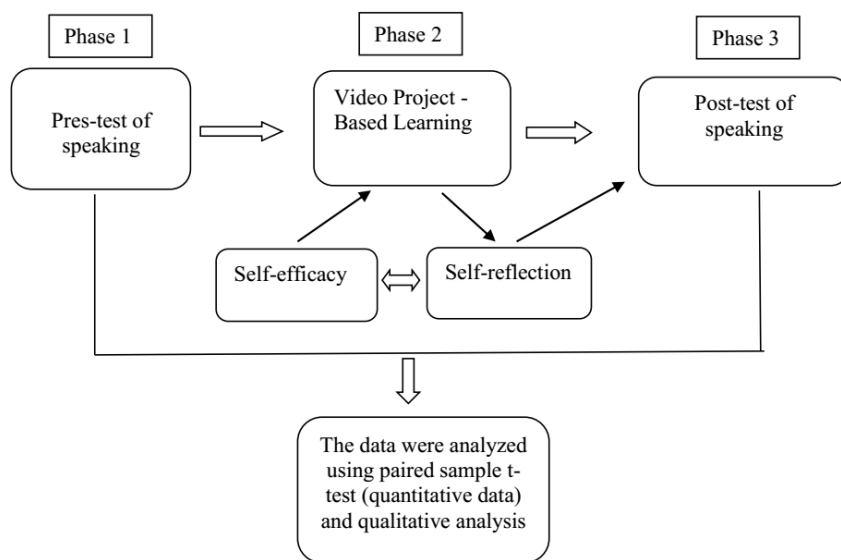 Phase 1
Phase 2
Phase 3
Pres-test of
speaking
Video Project -
Based Learning
Post-test of
speaking
Self-efficacy
Self-reflection
The data were analyzed
using paired sample t-
test (quantitative data)
and qualitative analysis